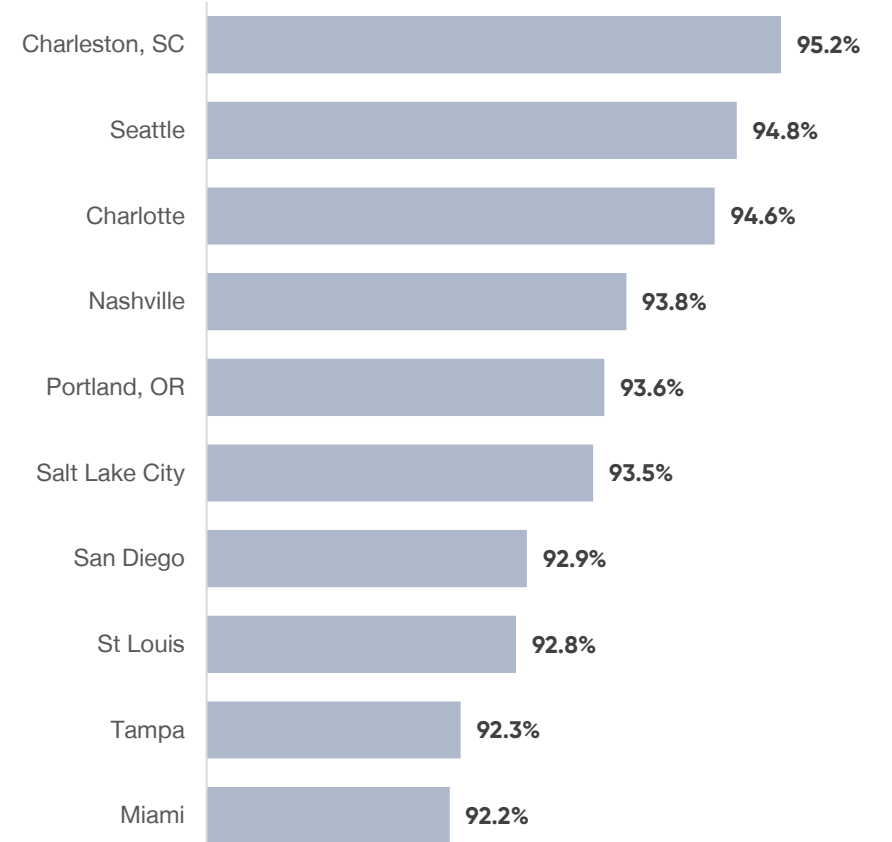 Charleston, SC 95.2%
Seattle 94.8%
Charlotte 94.6%
Nashville 93.8%
Portland, OR 93.6%
Salt Lake City 93.5%
San Diego 92.9%
St Louis 92.8%
Tampa 92.3%
Miami 92.2%